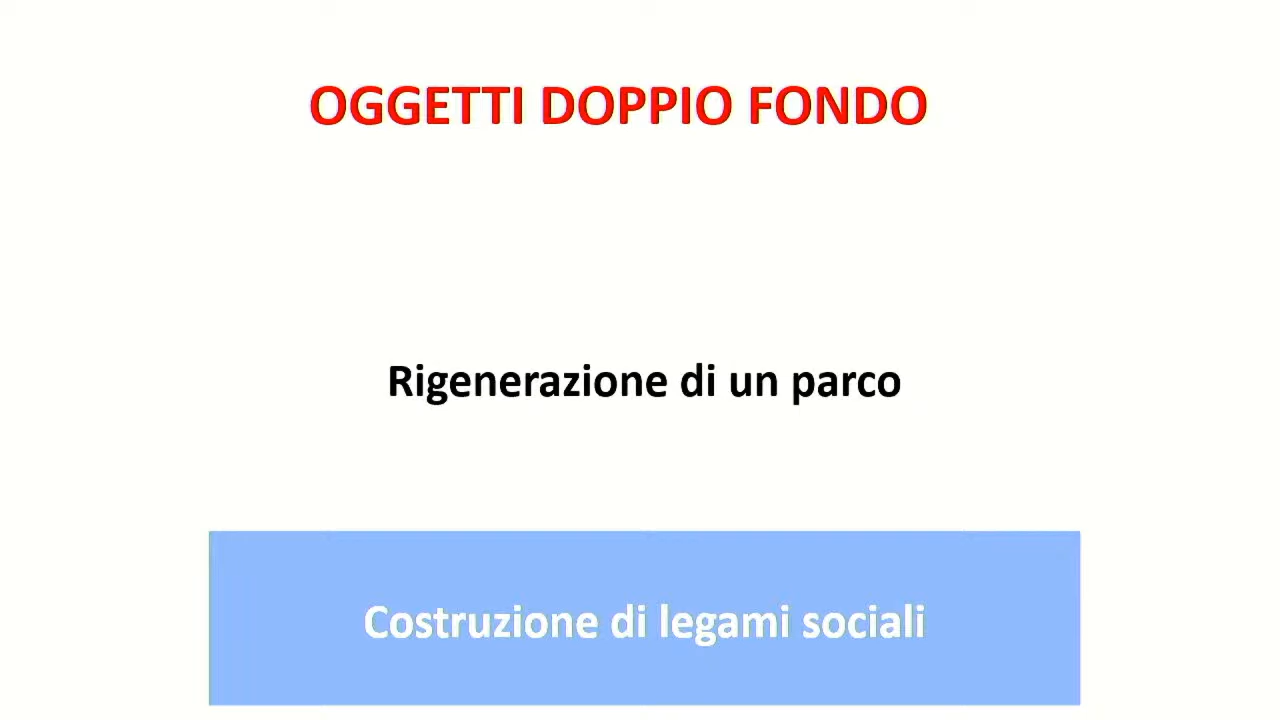 OGGETTI DOPPIO FONDO
Rigenerazione di un parco
Costruzione di legami sociali